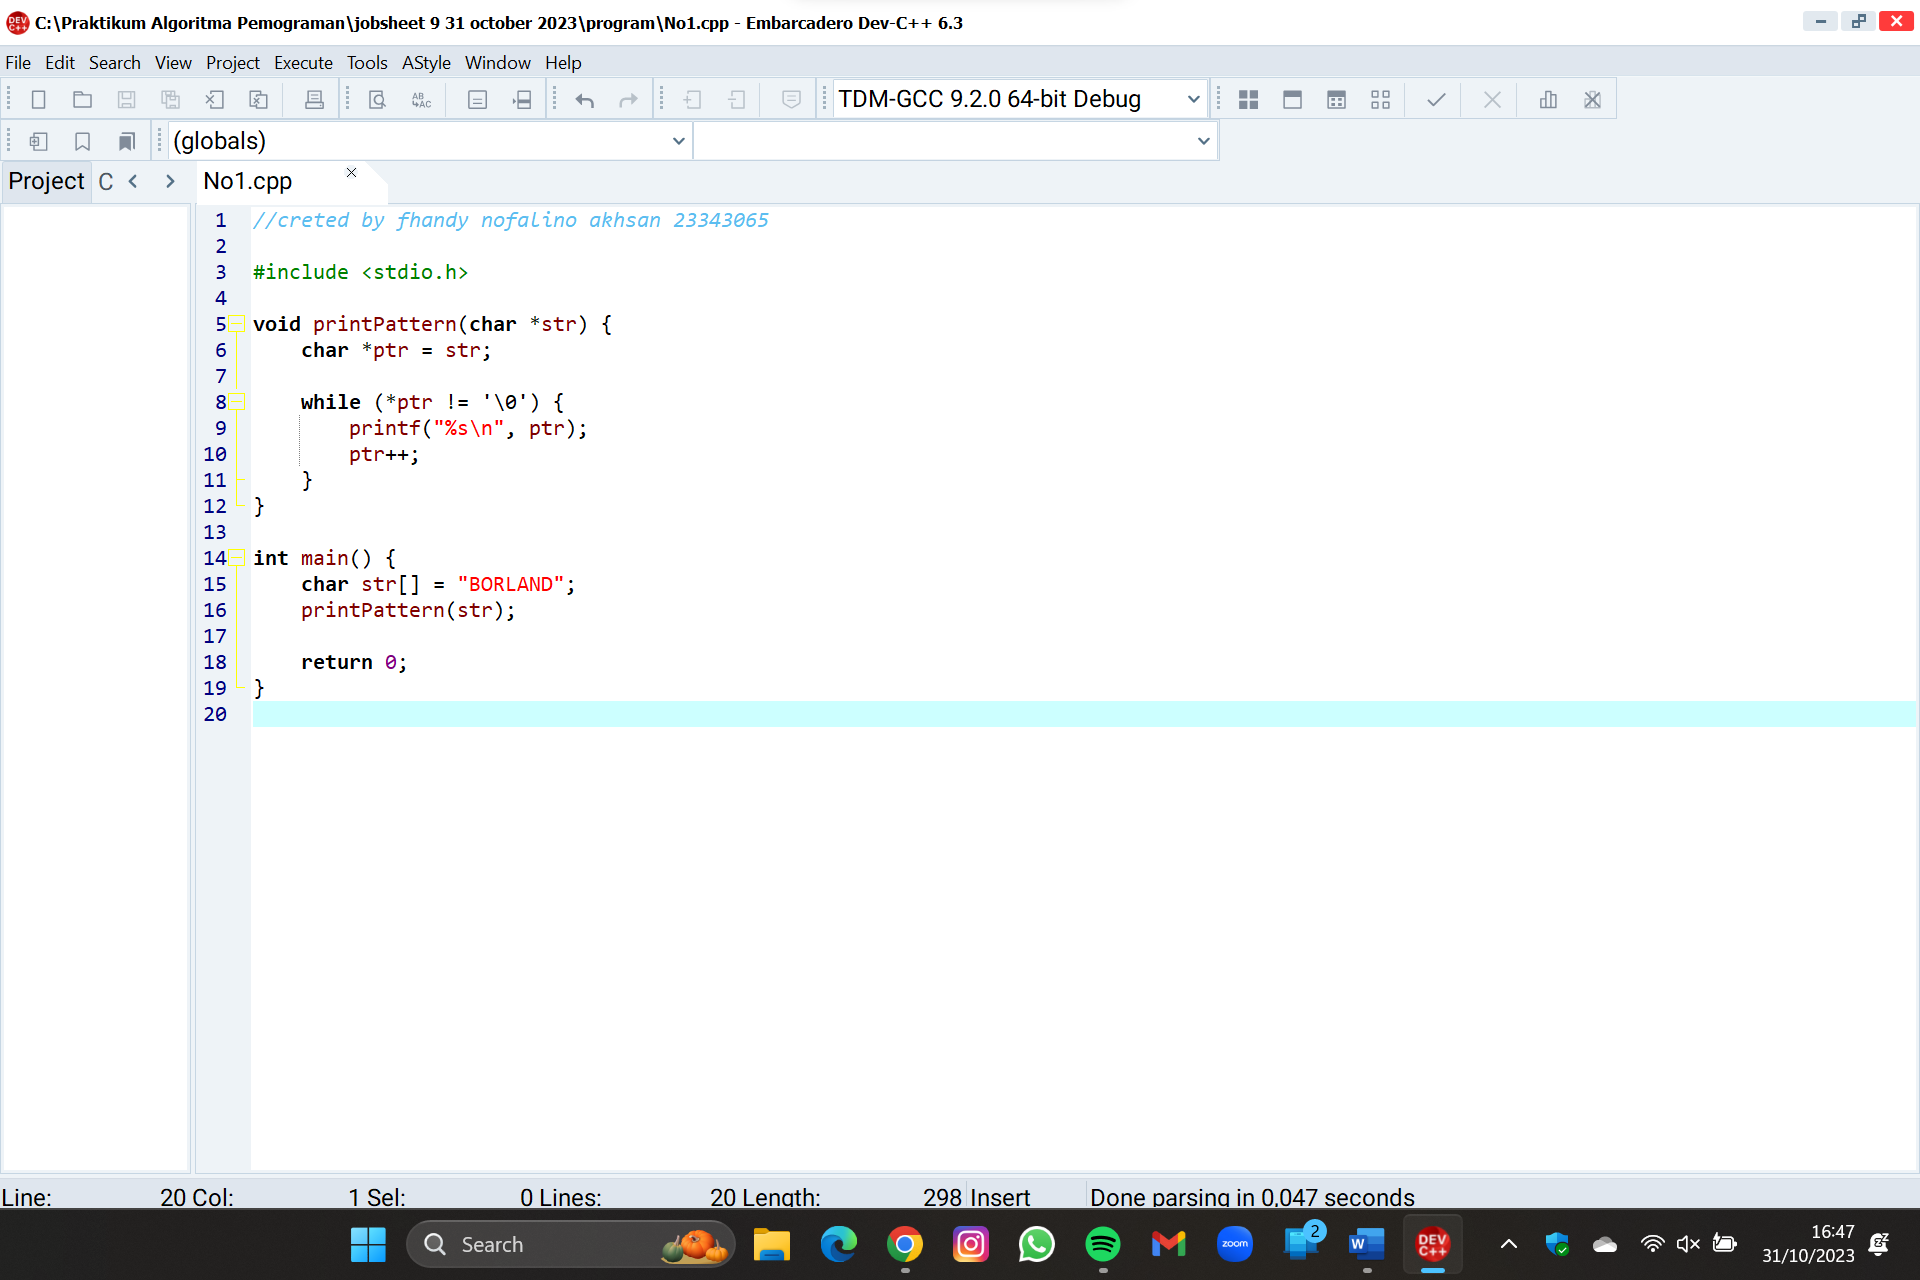 C:\Praktikum Algoritma Pemograman\jobsheet 9 31 october 2023\program\No1.cpp - Embarcadero Dev-C++ 6.3
File Edit Search View Project Execute Tools AStyle Window Help
TDM-GCC 9.2.0 64-bit Debug
(globals)
Project C No1.cpp
1 //creted by fhandy nofalino akhsan 23343065
2
3 #include <stdio.h>
4
5 void printPattern(char *str) {
6 char *ptr = str;
7
8 while (*ptr != '\0') {
9 printf("%s\n", ptr);
10 ptr++;
11 }
12 }
13
14 int main() {
15 char str[] = "BORLAND";
16 printPattern(str);
17
18 return 0;
19 }
20
Line: 20 Col: 1 Sel: 0 Lines: 20 Length: 298 Insert Done parsing in 0,047 seconds
Search zoom 2 W DEV C++ 16:47
31/10/2023